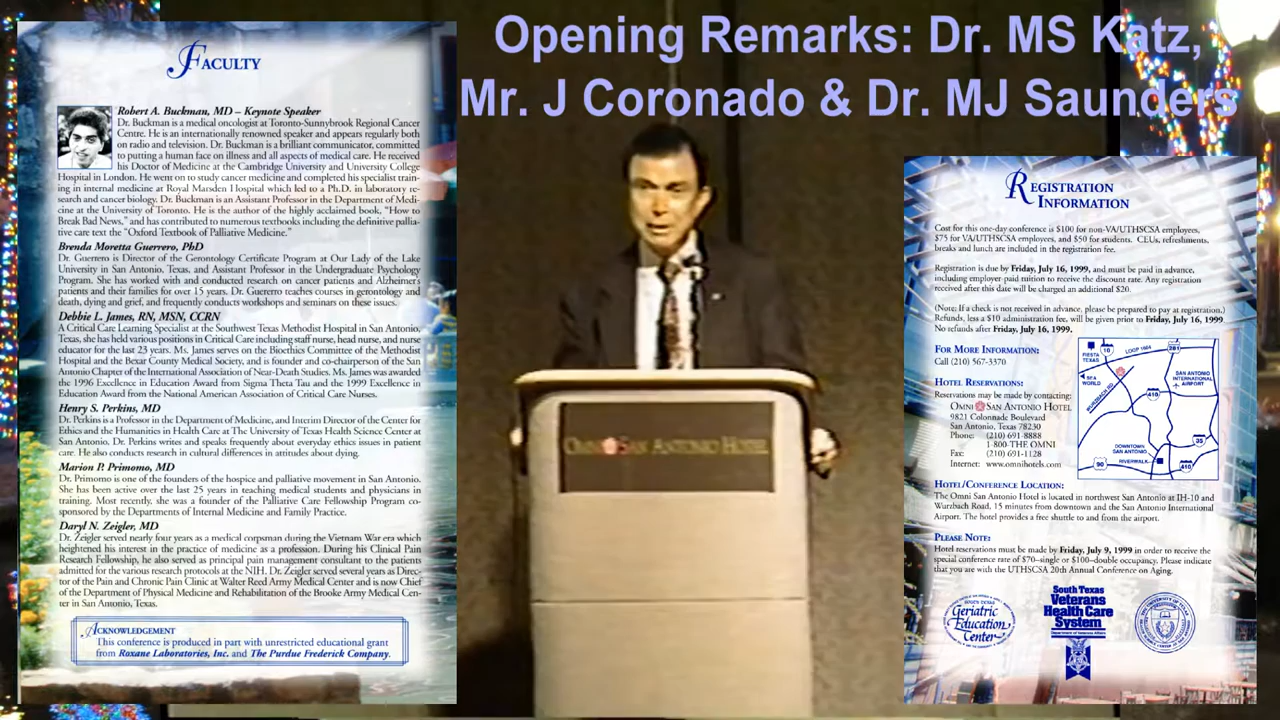 Opening Remarks: Dr. MS Katz,
Mr. J Coronado & Dr. MJ Saunders
FACULTY
Robert A. Buckman, MD – Keynote Speaker
Dr. Buckman is a medical oncologist at Toronto-Sunnybrook Regional Cancer
Centre. He is an internationally renowned speaker and appears regularly both
on radio and television. Dr. Buckman is a brilliant communicator, committed
to putting a human face on illness and all aspects of medical care. He received
his Doctor of Medicine at the Cambridge University and University College
Hospital in London. He went on to study cancer medicine and completed his specialist train-
ing in internal medicine at Royal Marsden Hospital which led to a Ph.D. in laboratory re-
search and cancer biology. Dr. Buckman is an Assistant Professor in the Department of Medi-
cine at the University of Toronto. He is the author of the highly acclaimed book, "How to
Break Bad News," and has contributed to numerous textbooks including the definitive pallia-
tive care text the "Oxford Textbook of Palliative Medicine."
Brenda Moretta Guerrero, PhD
Dr. Guerrero is Director of the Gerontology Certificate Program at Our Lady of the Lake
University in San Antonio, Texas, and Assistant Professor in the Undergraduate Psychology
Program. She has worked with and conducted research on cancer patients and Alzheimer's
patients and their families for over 15 years. Dr. Guerrero teaches courses in gerontology and
death, dying and grief, and frequently conducts workshops and seminars on these issues.
Debbie L. James, RN, MSN, CCRN
A Critical Care Learning Specialist at the Southwest Texas Methodist Hospital in San Antonio,
Texas, she has held various positions in Critical Care including staff nurse, head nurse, and nurse
educator for the last 23 years. Ms. James serves on the Bioethics Committee of the Methodist
Hospital and the Bexar County Medical Society, and is founder and co-chairperson of the San
Antonio Chapter of the International Association of Near-Death Studies. Ms. James was awarded
the 1996 Excellence in Education Award from Sigma Theta Tau and the 1999 Excellence in
Education Award from the National American Association of Critical Care Nurses.
Henry S. Perkins, MD
Dr. Perkins is a Professor in the Department of Medicine, and Interim Director of the Center for
Ethics and the Humanities in Health Care at The University of Texas Health Science Center at
San Antonio. Dr. Perkins writes and speaks frequently about everyday ethics issues in patient
care. He also conducts research in cultural differences in attitudes about dying.
Marion P. Primomo, MD
Dr. Primomo is one of the founders of the hospice and palliative movement in San Antonio.
She has been active over the last 25 years in teaching medical students and physicians in
training. Most recently, she was a founder of the Palliative Care Fellowship Program co-
sponsored by the Departments of Internal Medicine and Family Practice.
Daryl N. Zeigler, MD
Dr. Zeigler served nearly four years as a medical corpsman during the Vietnam War era which
heightened his interest in the practice of medicine as a profession. During his Clinical Pain
Research Fellowship, he also served as principal pain management consultant to the patients
admitted for the various research protocols at the NIH. Dr. Zeigler served several years as Direc-
tor of the Pain and Chronic Pain Clinic at Walter Reed Army Medical Center and is now Chief
of the Department of Physical Medicine and Rehabilitation of the Brooke Army Medical Cen-
ter in San Antonio, Texas.
ACKNOWLEDGEMENT
This conference is produced in part with unrestricted educational grant
from Roxane Laboratories, Inc. and The Purdue Frederick Company.
OMNI SAN ANTONIO HOTEL
REGISTRATION
INFORMATION
Cost for this one-day conference is $100 for non-VA/UTHSCSA employees,
$75 for VA/UTHSCSA employees, and $50 for students. CEUs, refreshments,
breaks and lunch are included in the registration fee.
Registration is due by Friday, July 16, 1999, and must be paid in advance,
including employer-paid tuition to receive the discount rate. Any registration
received after this date will be charged an additional $20.
(Note: If a check is not received in advance, please be prepared to pay at registration.)
Refunds, less a $10 administration fee, will be given prior to Friday, July 16, 1999
No refunds after Friday, July 16, 1999.
FOR MORE INFORMATION:
Call (210) 567-3370
HOTEL RESERVATIONS:
Reservations may be made by contacting:
OMNI SAN ANTONIO HOTEL
9821 Colonnade Boulevard
San Antonio, Texas 78230
Phone: (210) 691-8888
1-800-THE OMNI
Fax: (210) 691-1128
Internet: www.omnihotels.com
FIESTA
TEXAS
10
LOOP 1604
281
SEA
WORLD
WURZBACH RD
410
SAN ANTONIO
INTERNATIONAL
AIRPORT
35
DOWNTOWN
SAN ANTONIO
RIVERWALK
90
410
HOTEL/CONFERENCE LOCATION:
The Omni San Antonio Hotel is located in northwest San Antonio at IH-10 and
Wurzbach Road, 15 minutes from downtown and the San Antonio International
Airport. The hotel provides a free shuttle to and from the airport.
PLEASE NOTE:
Hotel reservations must be made by Friday, July 9, 1999 in order to receive the
special conference rate of $70–single or $100–double occupancy. Please indicate
that you are with the UTHSCSA 20th Annual Conference on Aging.
Geriatric
Education
Center
South Texas
Veterans
Health Care
System
Department of Veterans Affairs